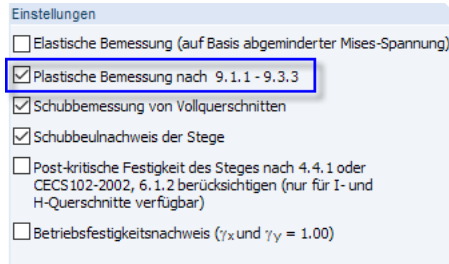 Einstellungen
Elastische Bemessung (auf Basis abgeminderter Mises-Spannung)
Plastische Bemessung nach 9.1.1 - 9.3.3
Schubbemessung von Vollquerschnitten
Schubbeulnachweis der Stege
Post-kritische Festigkeit des Steges nach 4.4.1 oder
CECS102-2002, 6.1.2 berücksichtigen (nur für I- und
H-Querschnitte verfügbar)
Betriebsfestigkeitsnachweis (γx und γy = 1.00)